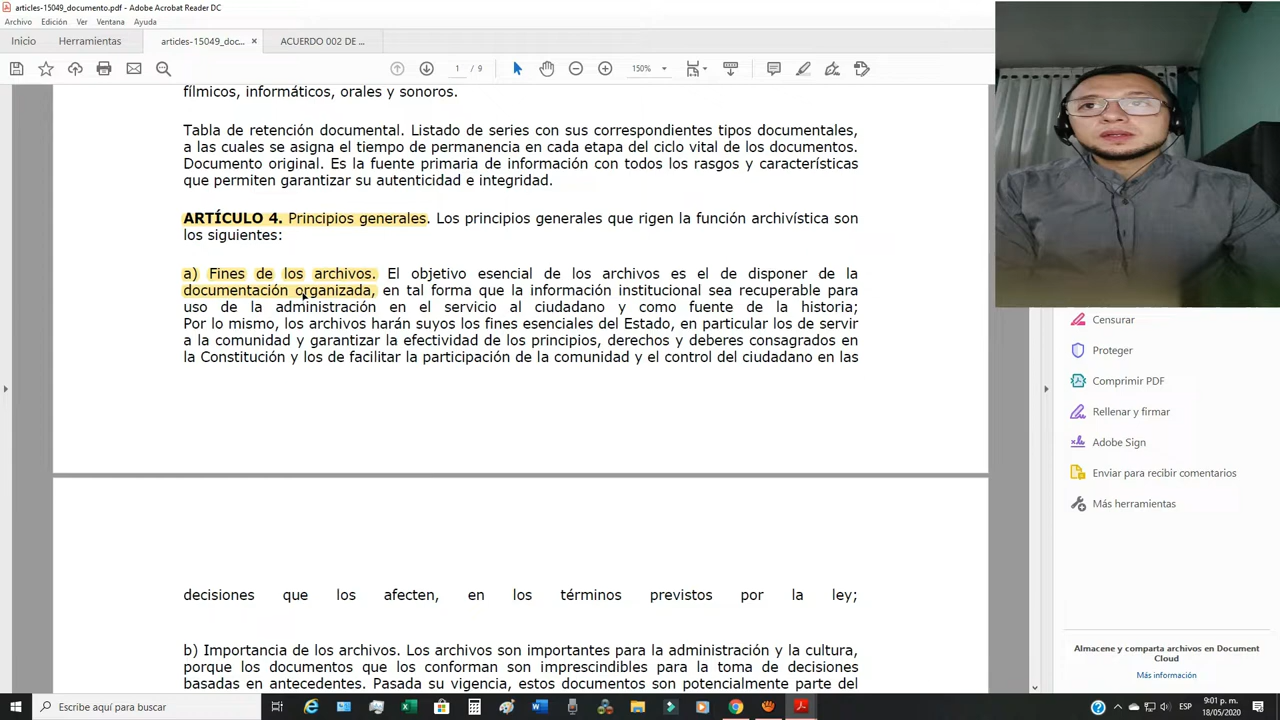 articles-15049_documento.pdf - Adobe Acrobat Reader DC
Archivo Edición Ver Ventana Ayuda
Inicio Herramientas articles-15049_doc... × ACUERDO 002 DE ...
1 / 9 150%
fílmicos, informáticos, orales y sonoros.
Tabla de retención documental. Listado de series con sus correspondientes tipos documentales,
a las cuales se asigna el tiempo de permanencia en cada etapa del ciclo vital de los documentos.
Documento original. Es la fuente primaria de información con todos los rasgos y características
que permiten garantizar su autenticidad e integridad.
ARTÍCULO 4. Principios generales. Los principios generales que rigen la función archivística son
los siguientes:
a) Fines de los archivos. El objetivo esencial de los archivos es el de disponer de la
documentación organizada, en tal forma que la información institucional sea recuperable para
uso de la administración en el servicio al ciudadano y como fuente de la historia;
Por lo mismo, los archivos harán suyos los fines esenciales del Estado, en particular los de servir
a la comunidad y garantizar la efectividad de los principios, derechos y deberes consagrados en
la Constitución y los de facilitar la participación de la comunidad y el control del ciudadano en las
decisiones que los afecten, en los términos previstos por la ley;
b) Importancia de los archivos. Los archivos son importantes para la administración y la cultura,
porque los documentos que los conforman son imprescindibles para la toma de decisiones
basadas en antecedentes. Pasada su vigencia, estos documentos son potencialmente parte del
Censurar
Proteger
Comprimir PDF
Rellenar y firmar
Adobe Sign
Enviar para recibir comentarios
Más herramientas
Almacene y comparta archivos en Document
Cloud
Más información
Escribe aquí para buscar
ESP
9:01 p. m.
18/05/2020